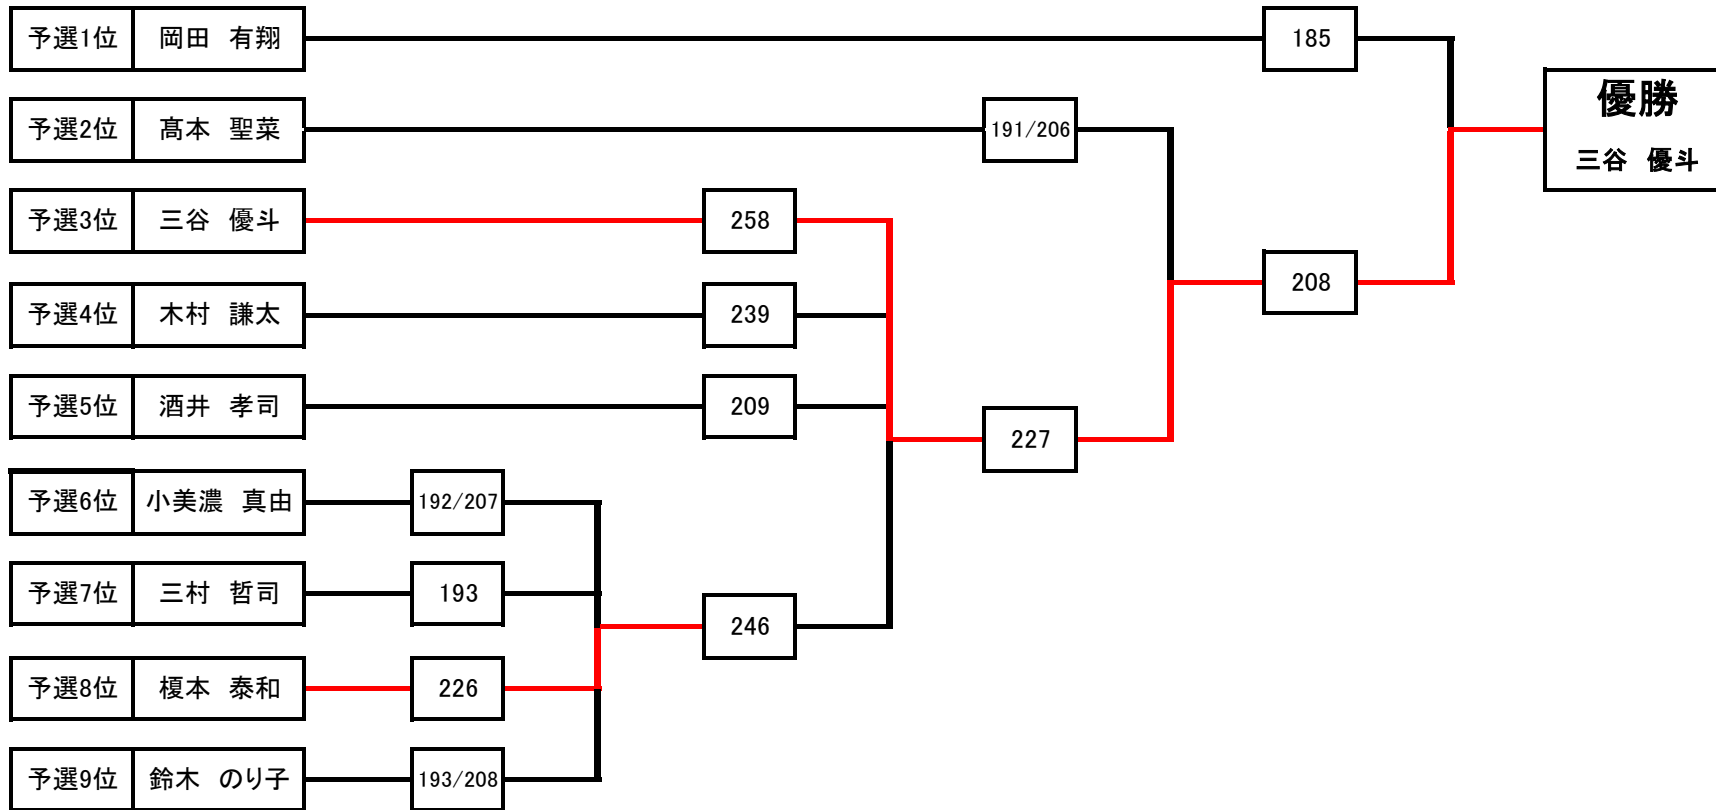 予選1位 岡田 有翔 185
優勝
予選2位 髙本 聖菜 191/206
三谷 優斗
予選3位 三谷 優斗 258
208
予選4位 木村 謙太 239
予選5位 酒井 孝司 209
227
予選6位 小美濃 真由 192/207
予選7位 三村 哲司 193
246
予選8位 榎本 泰和 226
予選9位 鈴木 のり子 193/208